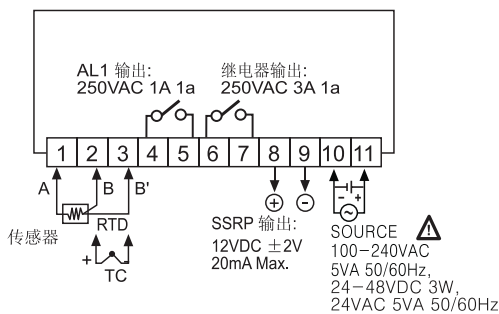 AL1 输出:
250VAC 1A 1a
继电器输出:
250VAC 3A 1a
1 2 3 4 5 6 7 8 9 10 11
A B B'
传感器
RTD
+ -
TC
+ -
SSRP 输出:
12VDC ±2V
20mA Max.
- +
SOURCE
100-240VAC
5VA 50/60Hz,
24-48VDC 3W,
24VAC 5VA 50/60Hz